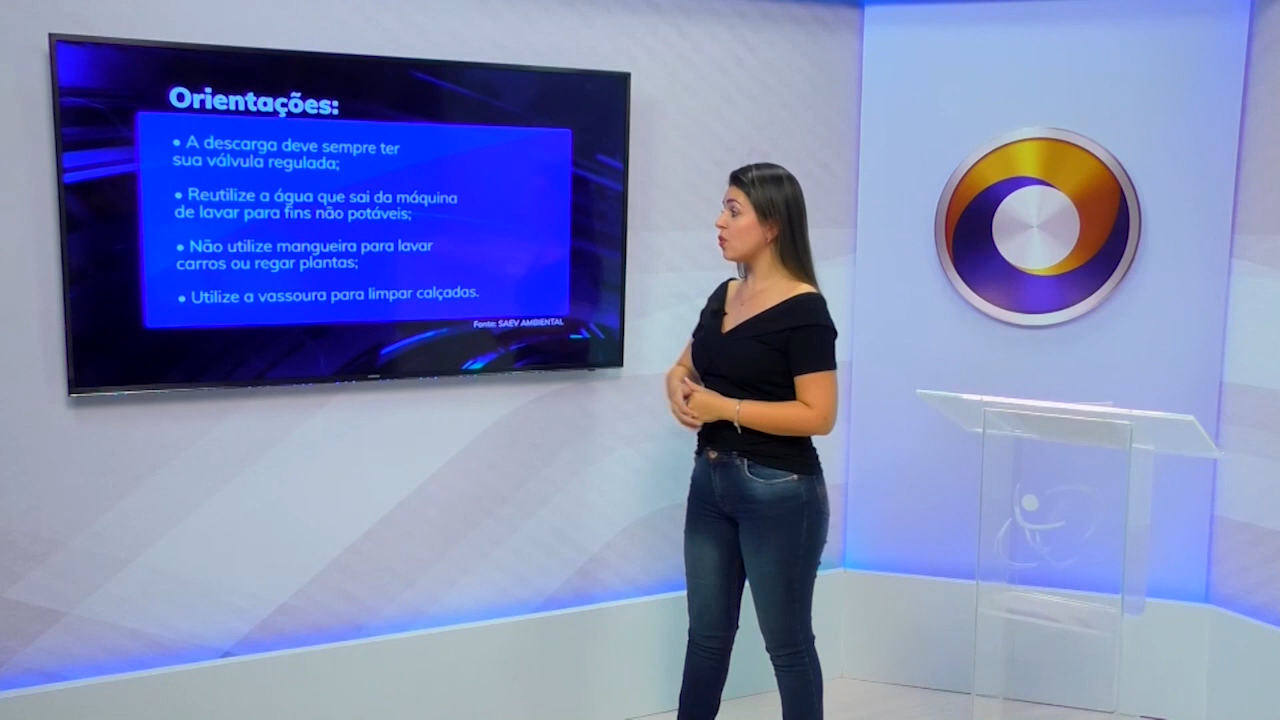 Orientações:
• A descarga deve sempre ter
sua válvula regulada;
• Reutilize a água que sai da máquina
de lavar para fins não potáveis;
• Não utilize mangueira para lavar
carros ou regar plantas;
• Utilize a vassoura para limpar calçadas.
Fonte: SAEV AMBIENTAL